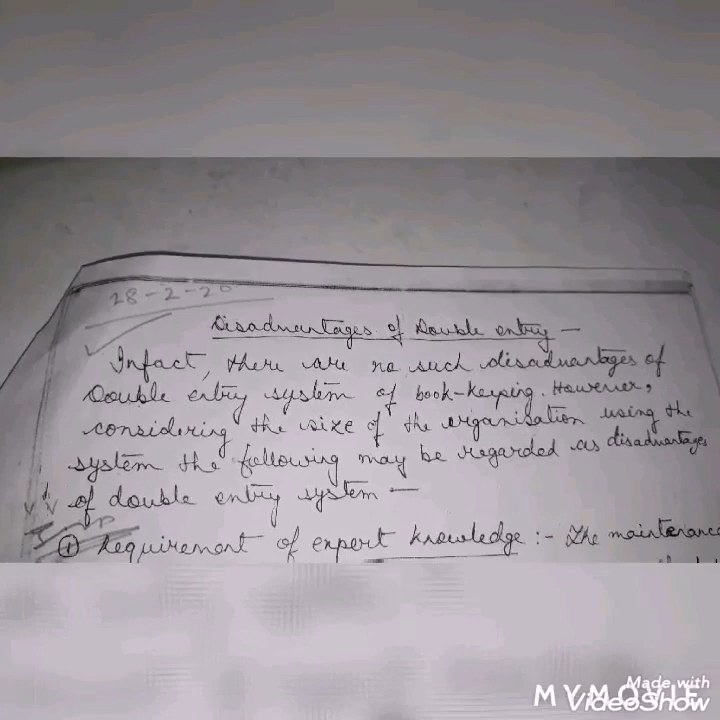 28-2-20
Disadvantages of Double entry —
Infact, there are no such disadvantages of
Double entry system of book-keeping. However,
considering the size of the organisation using the
system the following may be regarded as disadvantages
of double entry system —
① Requirement of expert knowledge :- The maintenance
Made with
MY MOVIE
VideoShow